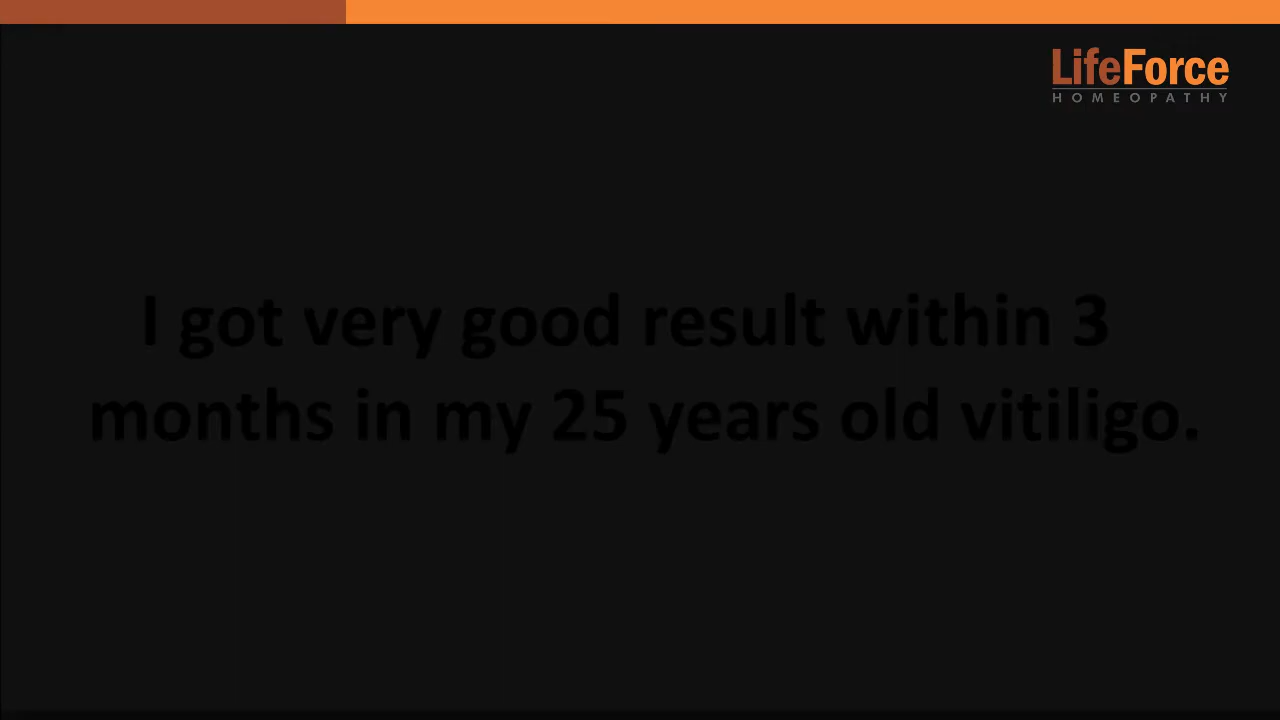 LifeForce
HOMEOPATHY
I got very good result within 3
months in my 25 years old vitiligo.